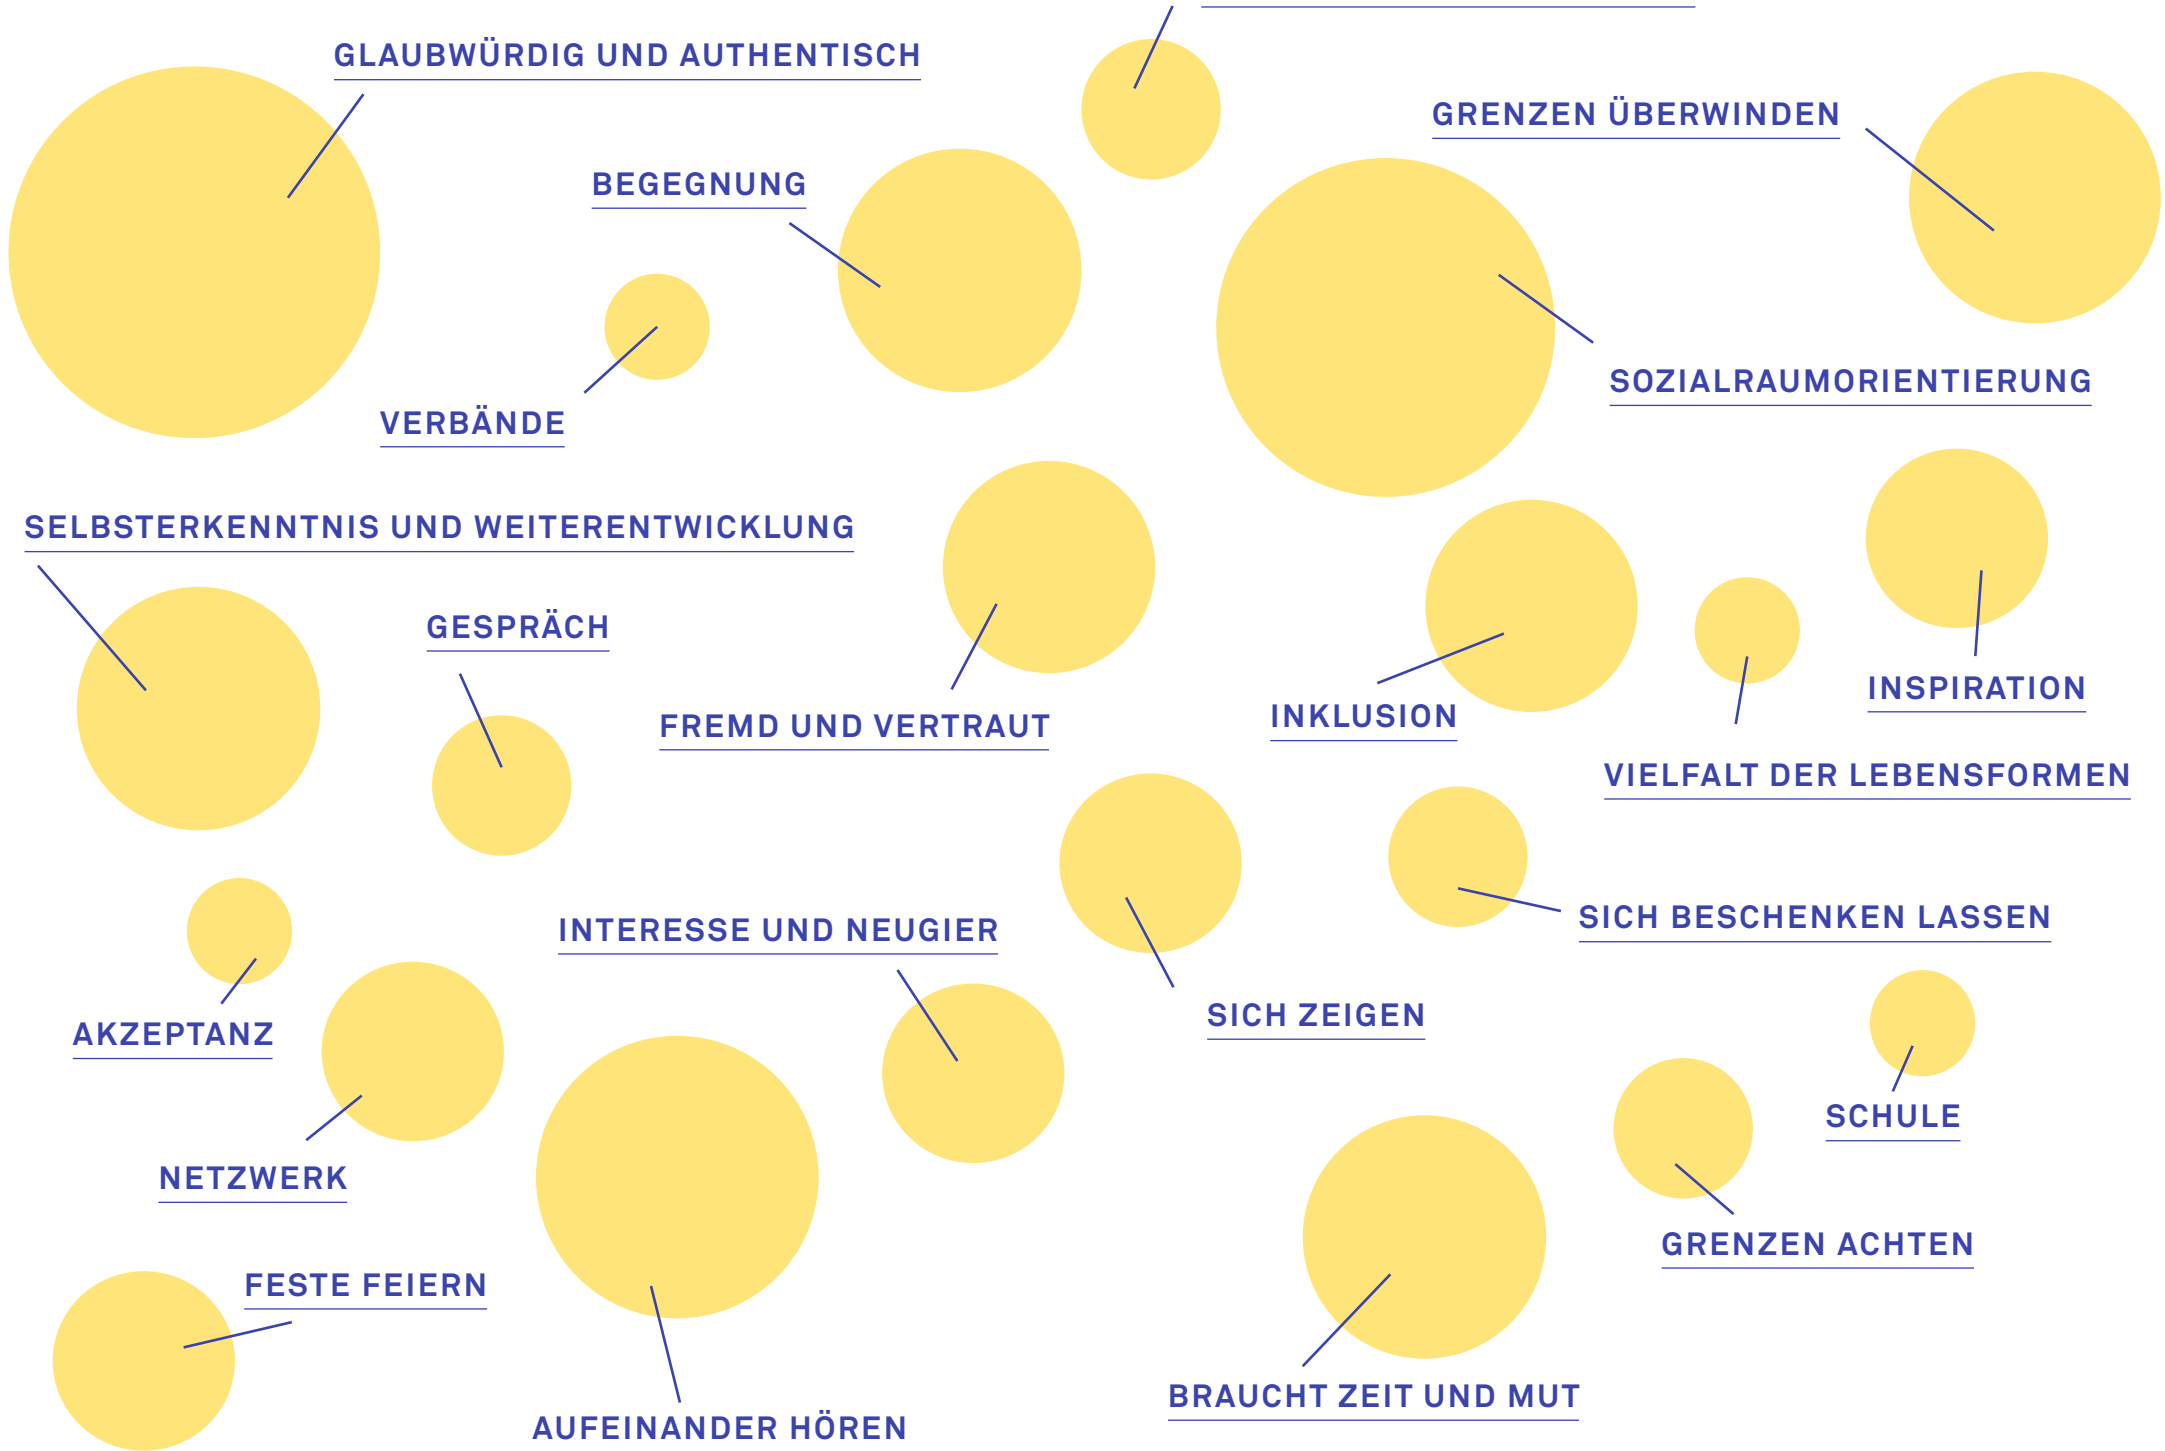 GLAUBWÜRDIG UND AUTHENTISCH
GRENZEN ÜBERWINDEN
BEGEGNUNG
SOZIALRAUMORIENTIERUNG
VERBÄNDE
SELBSTERKENNTNIS UND WEITERENTWICKLUNG
GESPRÄCH
INSPIRATION
INKLUSION
FREMD UND VERTRAUT
VIELFALT DER LEBENSFORMEN
SICH BESCHENKEN LASSEN
INTERESSE UND NEUGIER
SICH ZEIGEN
AKZEPTANZ
SCHULE
NETZWERK
GRENZEN ACHTEN
FESTE FEIERN
BRAUCHT ZEIT UND MUT
AUFEINANDER HÖREN